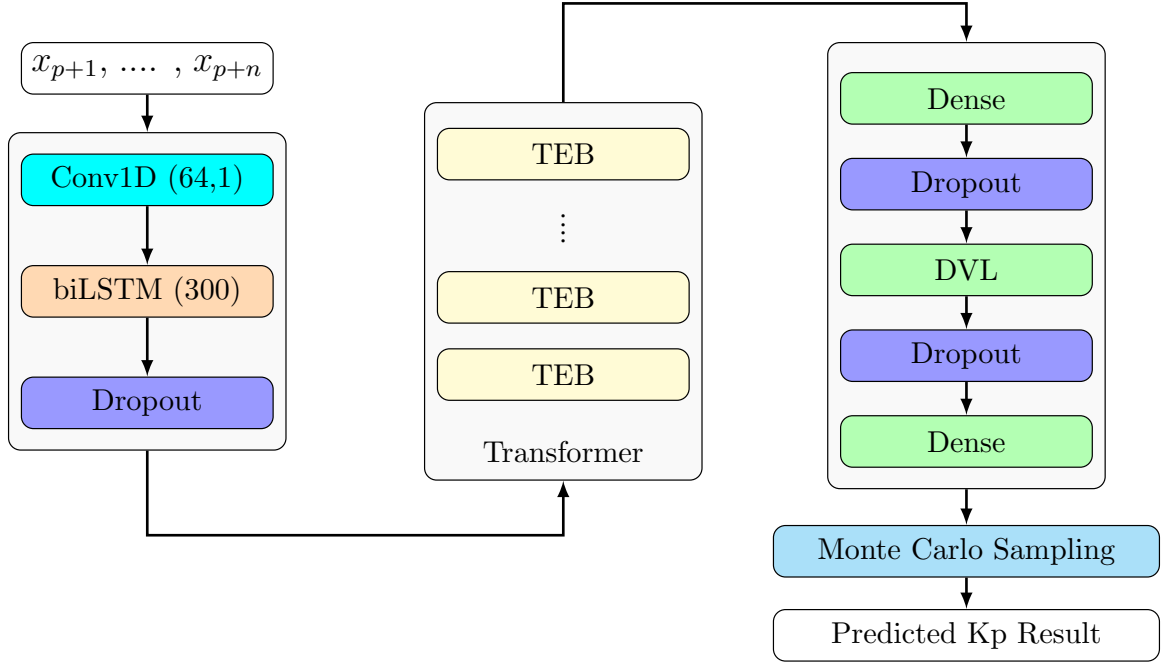 x_{p+1}, .... , x_{p+n}
Conv1D (64,1)
biLSTM (300)
Dropout
TEB
TEB
TEB
Transformer
Dense
Dropout
DVL
Dropout
Dense
Monte Carlo Sampling
Predicted Kp Result